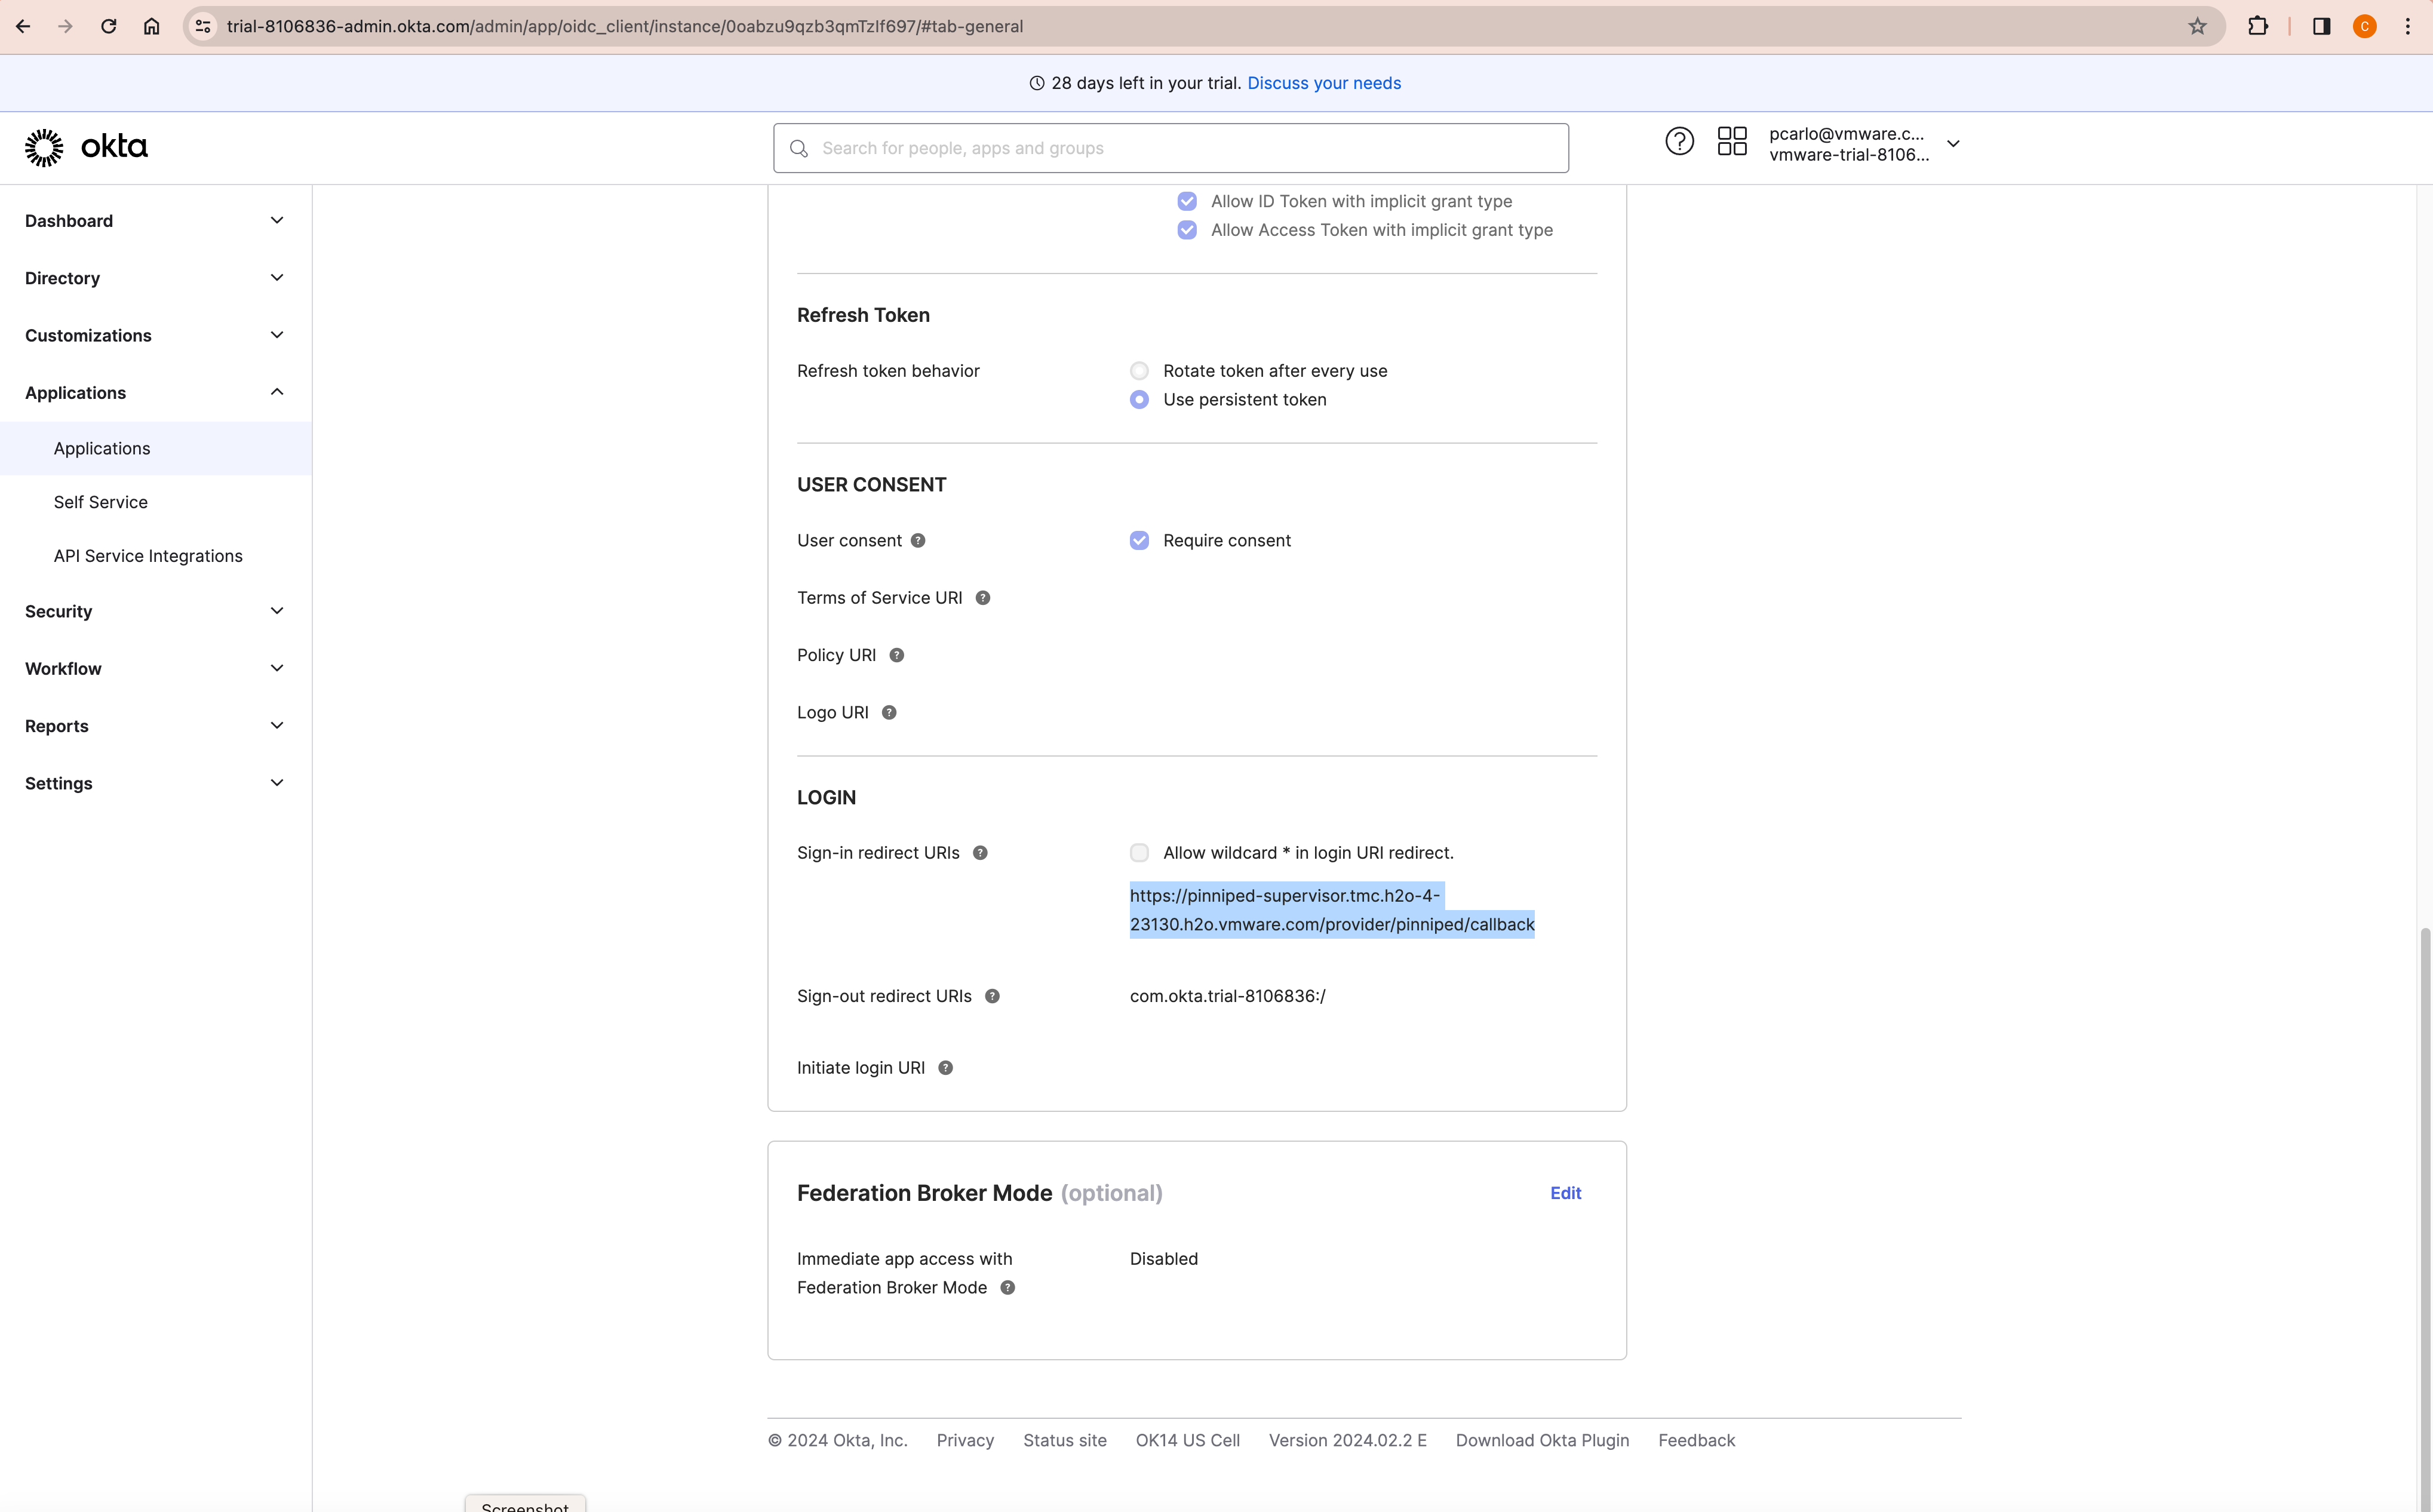 trial-8106836-admin.okta.com/admin/app/oidc_client/instance/0oabzu9qzb3qmTzlf697/#tab-general
C
28 days left in your trial. Discuss your needs
okta
Search for people, apps and groups
pcarlo@vmware.c...
vmware-trial-8106...
Dashboard
Directory
Customizations
Applications
Applications
Self Service
API Service Integrations
Security
Workflow
Reports
Settings
Allow ID Token with implicit grant type
Allow Access Token with implicit grant type
Refresh Token
Refresh token behavior
Rotate token after every use
Use persistent token
USER CONSENT
User consent
Require consent
Terms of Service URI
Policy URI
Logo URI
LOGIN
Sign-in redirect URIs
Allow wildcard * in login URI redirect.
https://pinniped-supervisor.tmc.h2o-4-
23130.h2o.vmware.com/provider/pinniped/callback
Sign-out redirect URIs
com.okta.trial-8106836:/
Initiate login URI
Federation Broker Mode (optional)
Edit
Immediate app access with
Federation Broker Mode
Disabled
© 2024 Okta, Inc. Privacy Status site OK14 US Cell Version 2024.02.2 E Download Okta Plugin Feedback
Screenshot